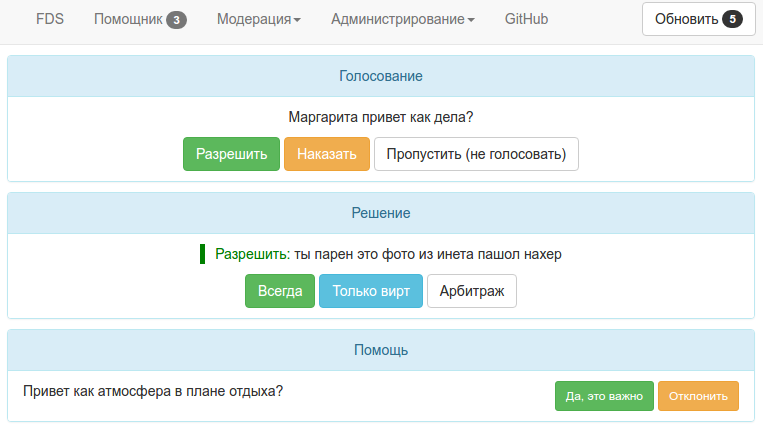 FDS Помощник 3 Модерация Администрирование GitHub Обновить 5
Голосование
Маргарита привет как дела?
Разрешить Наказать Пропустить (не голосовать)
Решение
Разрешить: ты парен это фото из инета пашол нахер
Всегда Только вирт Арбитраж
Помощь
Привет как атмосфера в плане отдыха? Да, это важно Отклонить